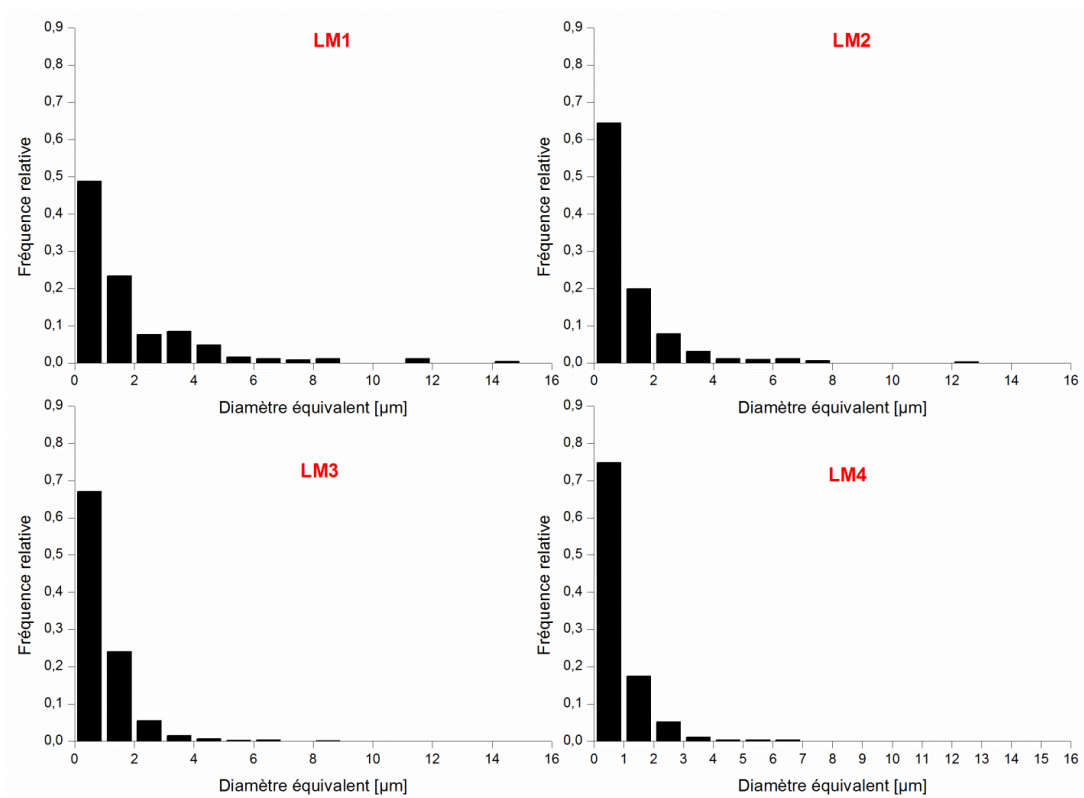 LM1
0,9
0,8
0,7
0,6
0,5
0,4
0,3
0,2
0,1
0,0
Fréquence relative
0 2 4 6 8 10 12 14 16
Diamètre équivalent [µm]
LM2
0,9
0,8
0,7
0,6
0,5
0,4
0,3
0,2
0,1
0,0
Fréquence relative
0 2 4 6 8 10 12 14 16
Diamètre équivalent [µm]
LM3
0,9
0,8
0,7
0,6
0,5
0,4
0,3
0,2
0,1
0,0
Fréquence relative
0 2 4 6 8 10 12 14 16
Diamètre équivalent [µm]
LM4
0,9
0,8
0,7
0,6
0,5
0,4
0,3
0,2
0,1
0,0
Fréquence relative
0 1 2 3 4 5 6 7 8 9 10 11 12 13 14 15 16
Diamètre équivalent [µm]